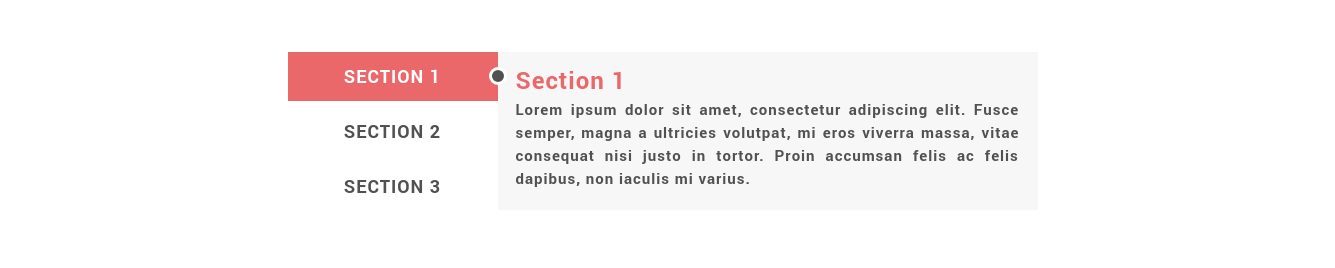 SECTION 1
SECTION 2
SECTION 3
Section 1
Lorem ipsum dolor sit amet, consectetur adipiscing elit. Fusce
semper, magna a ultricies volutpat, mi eros viverra massa, vitae
consequat nisi justo in tortor. Proin accumsan felis ac felis
dapibus, non iaculis mi varius.